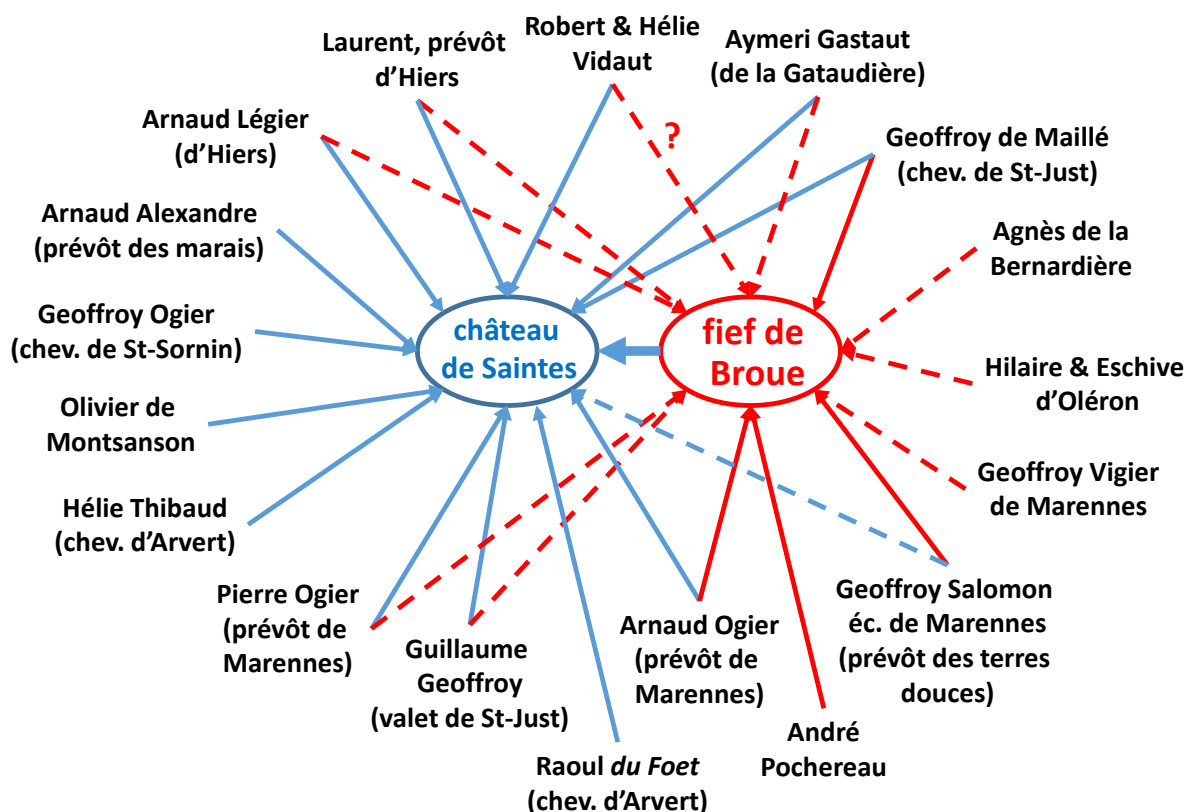 Robert & Hélie
Vidaut
Laurent, prévôt
d’Hiers
Aymeri Gastaut
(de la Gataudière)
Arnaud Légier
(d’Hiers)
?
Geoffroy de Maillé
(chev. de St-Just)
Arnaud Alexandre
(prévôt des marais)
Agnès de la
Bernardière
Geoffroy Ogier
(chev. de St-Sornin)
château
de Saintes
fief de
Broue
Hilaire & Eschive
d’Oléron
Olivier de
Montsanson
Geoffroy Vigier
de Marennes
Hélie Thibaud
(chev. d’Arvert)
Pierre Ogier
(prévôt de
Marennes)
Guillaume
Geoffroy
(valet de St-Just)
Arnaud Ogier
(prévôt de
Marennes)
Geoffroy Salomon
éc. de Marennes
(prévôt des terres
douces)
Raoul du Foet
(chev. d’Arvert)
André
Pochereau